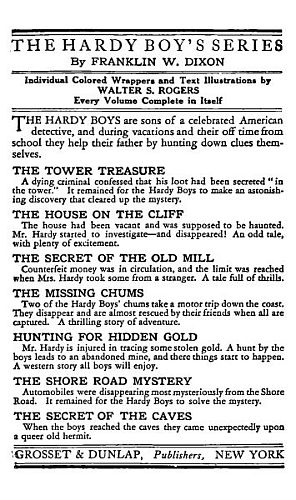 THE HARDY BOY'S SERIES
By FRANKLIN W. DIXON
Individual Colored Wrappers and Text Illustrations by
WALTER S. ROGERS
Every Volume Complete in Itself
THE HARDY BOYS are sons of a celebrated American
detective, and during vacations and their off time from
school they help their father by hunting down clues them-
selves.
THE TOWER TREASURE
A dying criminal confessed that his loot had been secreted "in
the tower." It remained for the Hardy Boys to make an astonish-
ing discovery that cleared up the mystery.
THE HOUSE ON THE CLIFF
The house had been vacant and was supposed to be haunted.
Mr. Hardy started to investigate—and disappeared! An odd tale,
with plenty of excitement.
THE SECRET OF THE OLD MILL
Counterfeit money was in circulation, and the limit was reached
when Mrs. Hardy took some from a stranger. A tale full of thrills.
THE MISSING CHUMS
Two of the Hardy Boys' chums take a motor trip down the coast.
They disappear and are almost rescued by their friends when all are
captured. A thrilling story of adventure.
HUNTING FOR HIDDEN GOLD
Mr. Hardy is injured in tracing some stolen gold. A hunt by the
boys leads to an abandoned mine, and there things start to happen.
A western story all boys will enjoy.
THE SHORE ROAD MYSTERY
Automobiles were disappearing most mysteriously from the Shore
Road. It remained for the Hardy Boys to solve the mystery.
THE SECRET OF THE CAVES
When the boys reached the caves they came unexpectedly upon
a queer old hermit.
GROSSET & DUNLAP, Publishers, NEW YORK